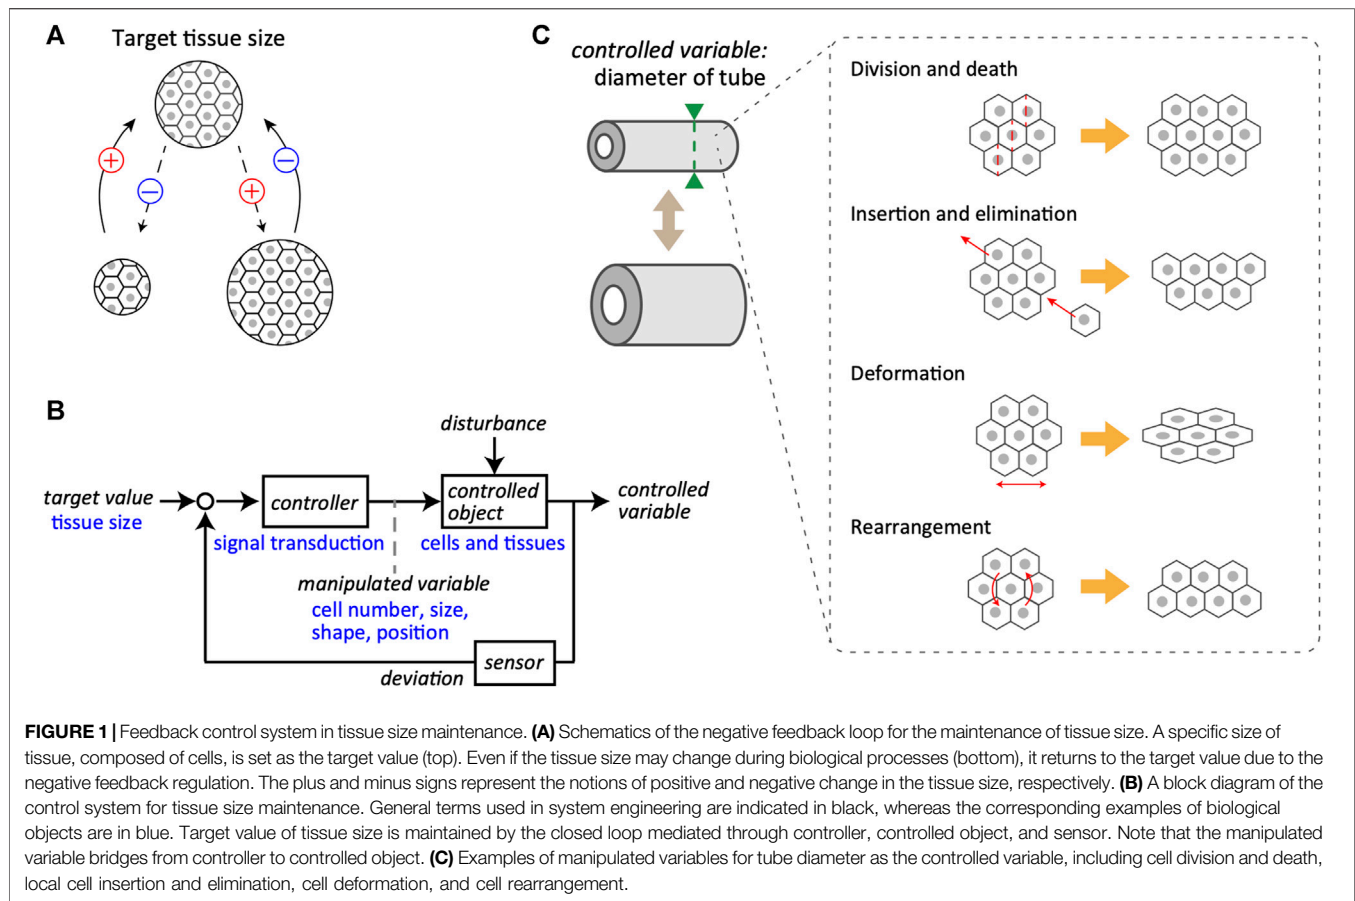 A
Target tissue size
+
−
+
−
B
disturbance
target value
tissue size
controller
signal transduction
controlled
object
cells and tissues
controlled
variable
manipulated variable
cell number, size,
shape, position
sensor
deviation
C
controlled variable:
diameter of tube
Division and death
Insertion and elimination
Deformation
Rearrangement
FIGURE 1 | Feedback control system in tissue size maintenance. (A) Schematics of the negative feedback loop for the maintenance of tissue size. A specific size of
tissue, composed of cells, is set as the target value (top). Even if the tissue size may change during biological processes (bottom), it returns to the target value due to the
negative feedback regulation. The plus and minus signs represent the notions of positive and negative change in the tissue size, respectively. (B) A block diagram of the
control system for tissue size maintenance. General terms used in system engineering are indicated in black, whereas the corresponding examples of biological
objects are in blue. Target value of tissue size is maintained by the closed loop mediated through controller, controlled object, and sensor. Note that the manipulated
variable bridges from controller to controlled object. (C) Examples of manipulated variables for tube diameter as the controlled variable, including cell division and death,
local cell insertion and elimination, cell deformation, and cell rearrangement.